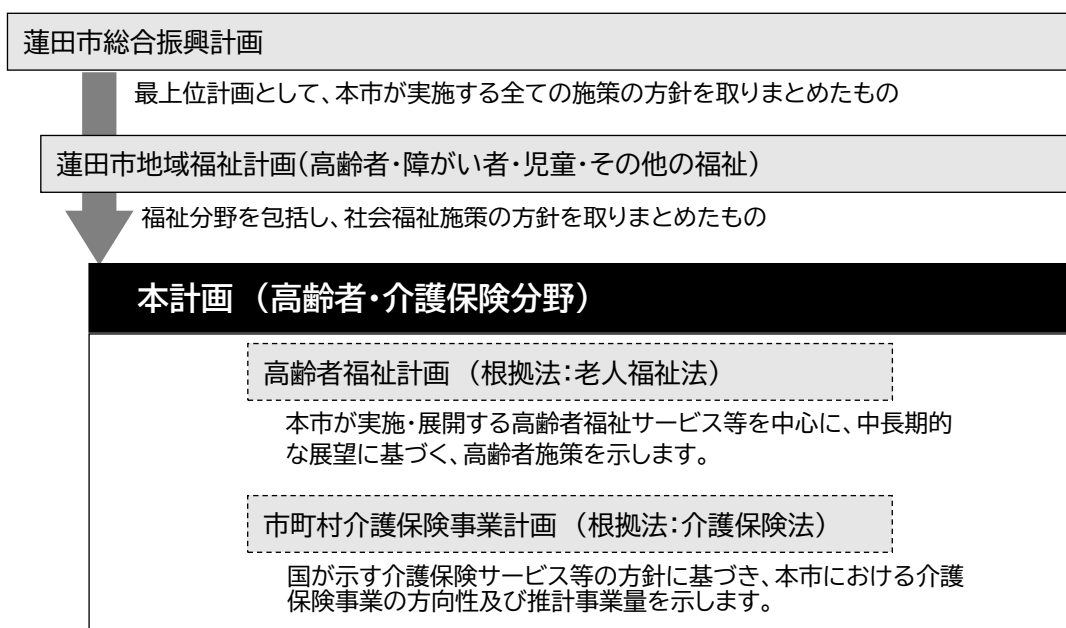 蓮田市総合振興計画
最上位計画として、本市が実施する全ての施策の方針を取りまとめたもの
蓮田市地域福祉計画（高齢者・障がい者・児童・その他の福祉）
福祉分野を包括し、社会福祉施策の方針を取りまとめたもの
本計画 （高齢者・介護保険分野）
高齢者福祉計画 （根拠法：老人福祉法）
本市が実施・展開する高齢者福祉サービス等を中心に、中長期的
な展望に基づく、高齢者施策を示します。
市町村介護保険事業計画 （根拠法：介護保険法）
国が示す介護保険サービス等の方針に基づき、本市における介護
保険事業の方向性及び推計事業量を示します。